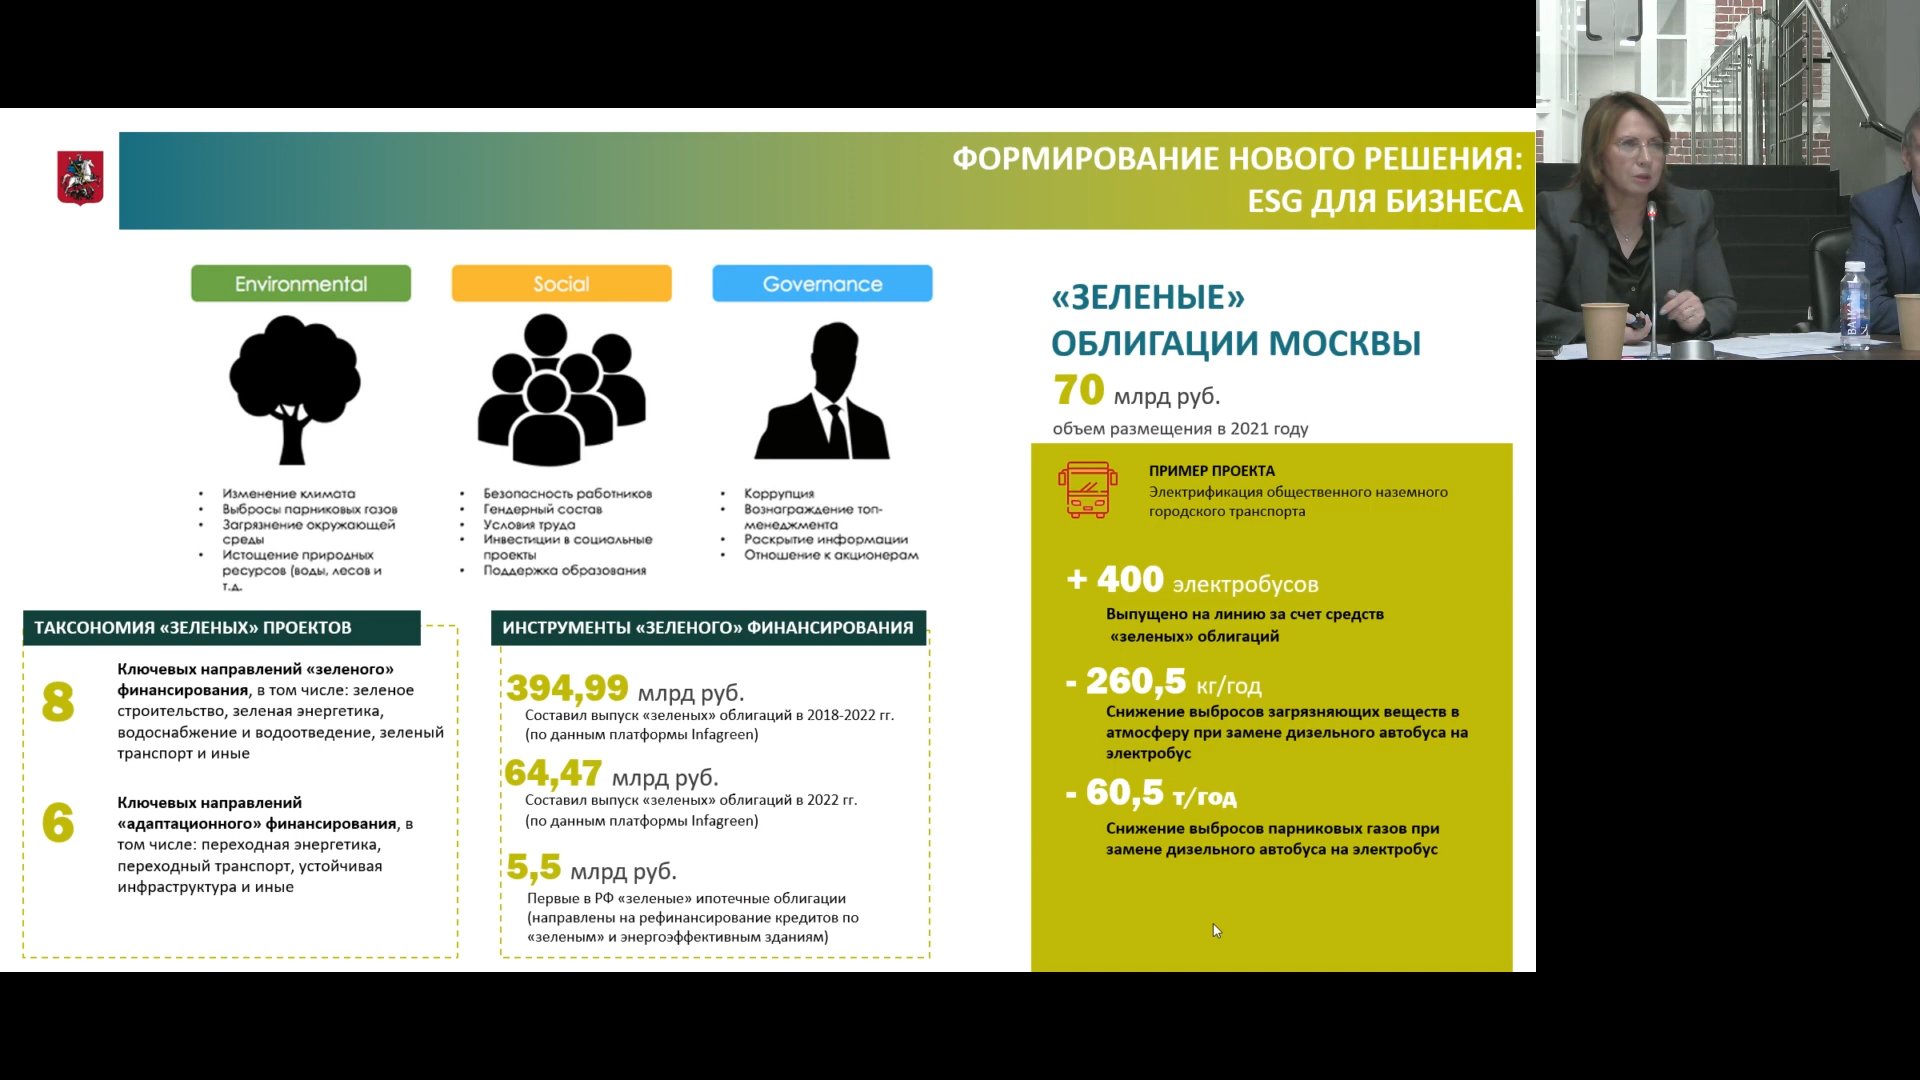 ФОРМИРОВАНИЕ НОВОГО РЕШЕНИЯ:
ESG ДЛЯ БИЗНЕСА
Environmental
• Изменение климата
• Выбросы парниковых газов
• Загрязнение окружающей
среды
• Истощение природных
ресурсов (воды, лесов и
т.д.
Social
• Безопасность работников
• Гендерный состав
• Условия труда
• Инвестиции в социальные
проекты
• Поддержка образования
Governance
• Коррупция
• Вознаграждение топ-
менеджмента
• Раскрытие информации
• Отношение к акционерам
ТАКСОНОМИЯ «ЗЕЛЕНЫХ» ПРОЕКТОВ
8
Ключевых направлений «зеленого»
финансирования, в том числе: зеленое
строительство, зеленая энергетика,
водоснабжение и водоотведение, зеленый
транспорт и иные
6
Ключевых направлений
«адаптационного» финансирования, в
том числе: переходная энергетика,
переходный транспорт, устойчивая
инфраструктура и иные
ИНСТРУМЕНТЫ «ЗЕЛЕНОГО» ФИНАНСИРОВАНИЯ
394,99 млрд руб.
Составил выпуск «зеленых» облигаций в 2018-2022 гг.
(по данным платформы Infagreen)
64,47 млрд руб.
Составил выпуск «зеленых» облигаций в 2022 гг.
(по данным платформы Infagreen)
5,5 млрд руб.
Первые в РФ «зеленые» ипотечные облигации
(направлены на рефинансирование кредитов по
«зеленым» и энергоэффективным зданиям)
«ЗЕЛЕНЫЕ»
ОБЛИГАЦИИ МОСКВЫ
70 млрд руб.
объем размещения в 2021 году
ПРИМЕР ПРОЕКТА
Электрификация общественного наземного
городского транспорта
+ 400 электробусов
Выпущено на линию за счет средств
«зеленых» облигаций
- 260,5 кг/год
Снижение выбросов загрязняющих веществ в
атмосферу при замене дизельного автобуса на
электробус
- 60,5 т/год
Снижение выбросов парниковых газов при
замене дизельного автобуса на электробус